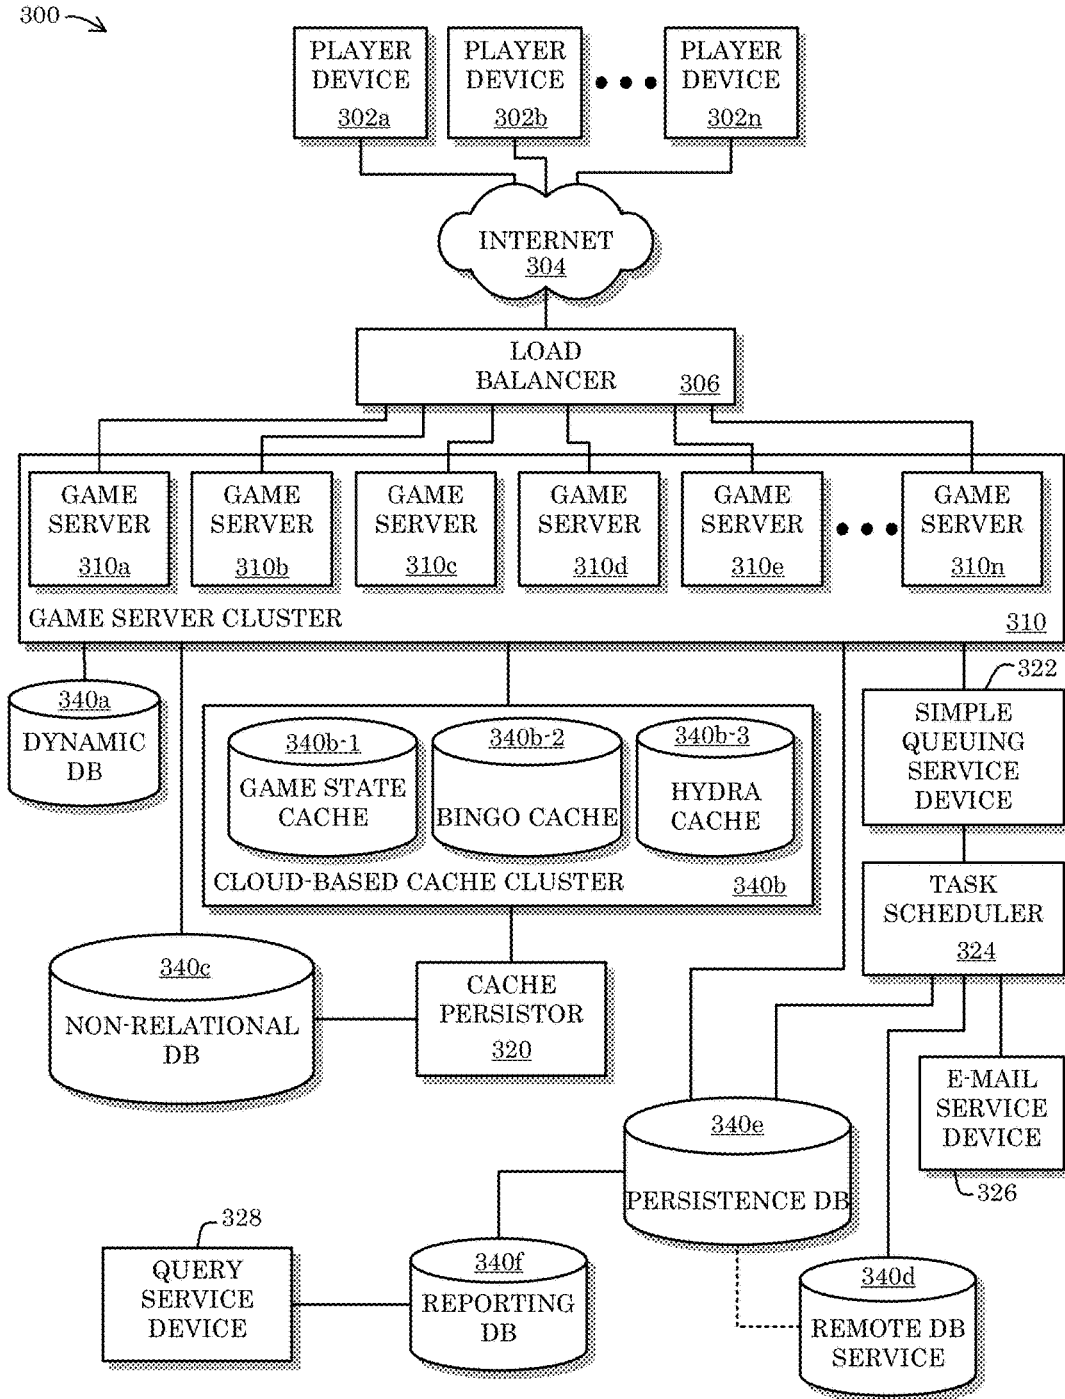 300
PLAYER
DEVICE
302a
PLAYER
DEVICE
302b
PLAYER
DEVICE
302n
INTERNET
304
LOAD
BALANCER
306
GAME
SERVER
310a
GAME
SERVER
310b
GAME
SERVER
310c
GAME
SERVER
310d
GAME
SERVER
310e
GAME
SERVER
310n
GAME SERVER CLUSTER
310
340a
DYNAMIC
DB
340b-1
GAME STATE
CACHE
340b-2
BINGO CACHE
340b-3
HYDRA
CACHE
CLOUD-BASED CACHE CLUSTER
340b
322
SIMPLE
QUEUING
SERVICE
DEVICE
TASK
SCHEDULER
324
340c
NON-RELATIONAL
DB
CACHE
PERSISTOR
320
E-MAIL
SERVICE
DEVICE
326
340e
PERSISTENCE DB
328
QUERY
SERVICE
DEVICE
340f
REPORTING
DB
340d
REMOTE DB
SERVICE